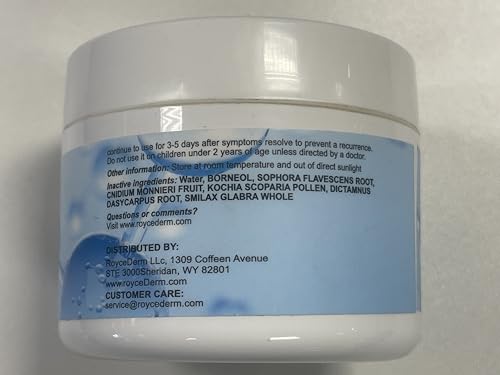 continue to use for 3-5 days after symptoms resolve to prevent a recurrence.
Do not use it on children under 2 years of age unless directed by a doctor.
Other information: Store at room temperature and out of direct sunlight
Inactive ingredients: Water, BORNEOL, SOPHORA FLAVESCENS ROOT,
CNIDIUM MONNIERI FRUIT, KOCHIA SCOPARIA POLLEN, DICTAMNUS
DASYCARPUS ROOT, SMILAX GLABRA WHOLE
Questions or comments?
Visit www.roycederm.com
DISTRIBUTED BY:
RoyceDerm LLc, 1309 Coffeen Avenue
STE 3000Sheridan, WY 82801
www.royceDerm.com
CUSTOMER CARE:
service@roycederm.com